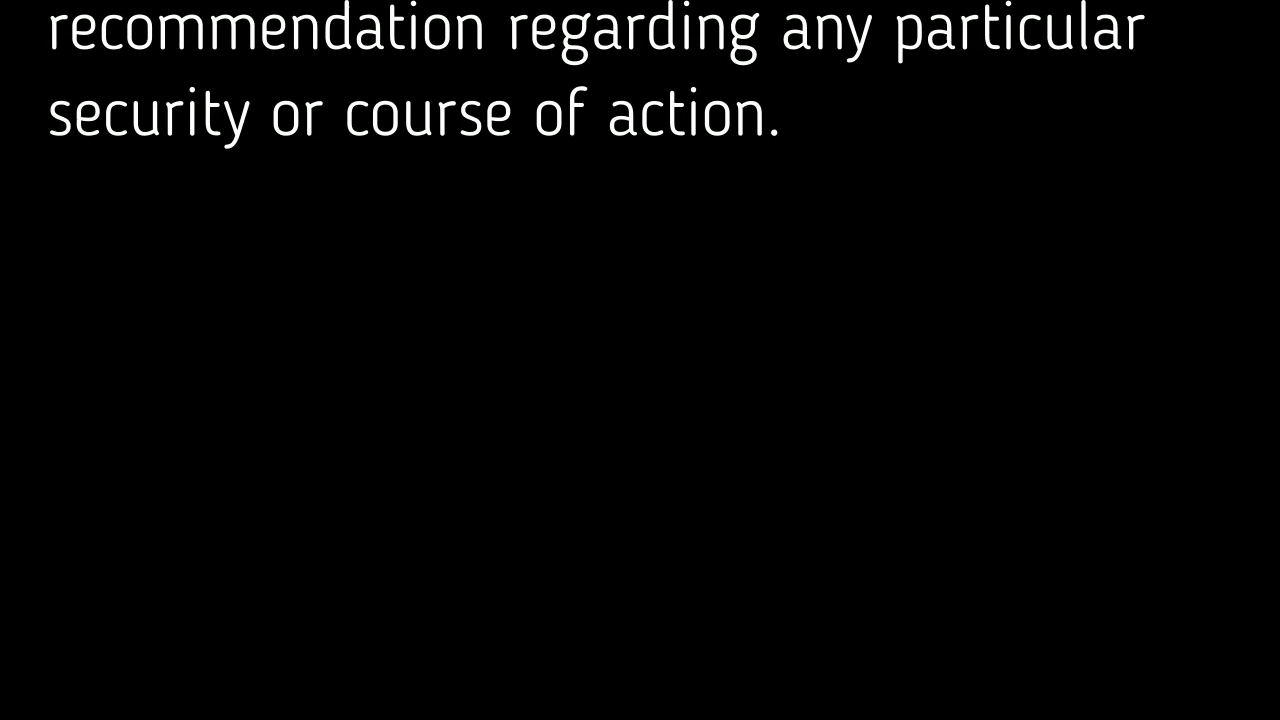 recommendation regarding any particular
security or course of action.